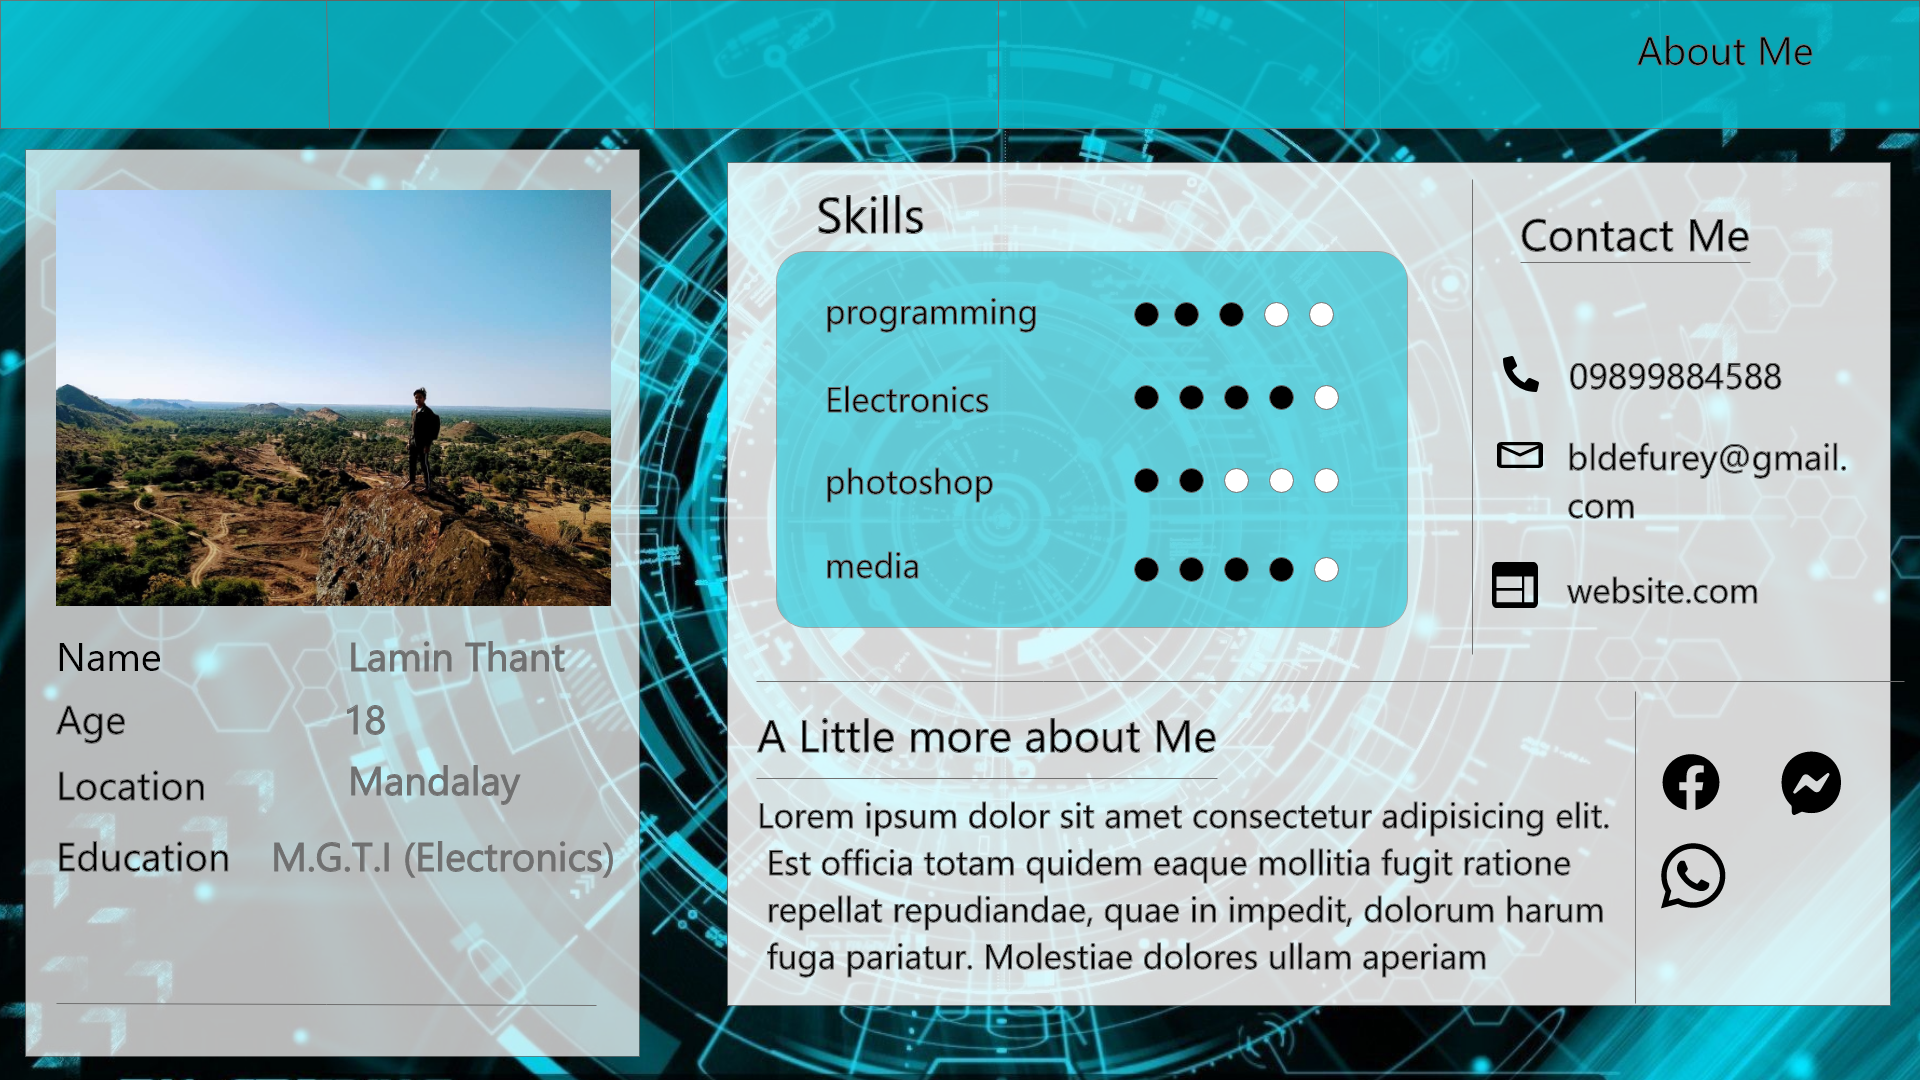 About Me
Name Lamin Thant
Age 18
Location Mandalay
Education M.G.T.I (Electronics)
Skills
programming
Electronics
photoshop
media
Contact Me
09899884588
bldefurey@gmail.
com
website.com
A Little more about Me
Lorem ipsum dolor sit amet consectetur adipisicing elit.
Est officia totam quidem eaque mollitia fugit ratione
repellat repudiandae, quae in impedit, dolorum harum
fuga pariatur. Molestiae dolores ullam aperiam